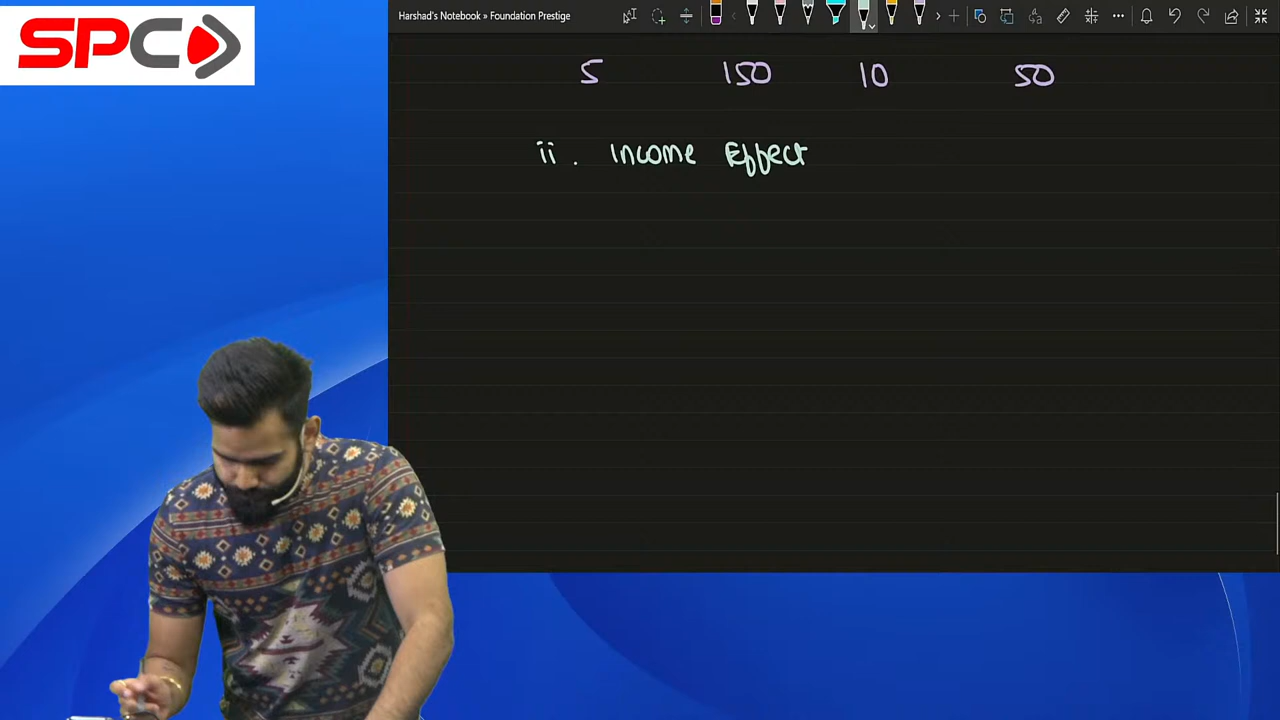 SPC
Harshad's Notebook » Foundation Prestige
5 150 10 50
ii. Income Effect